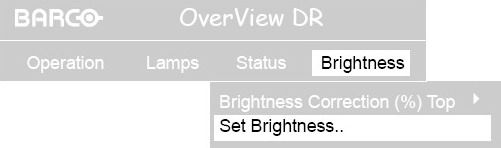 BARCO OverView DR
Operation Lamps Status Brightness
Brightness Correction (%) Top
Set Brightness..